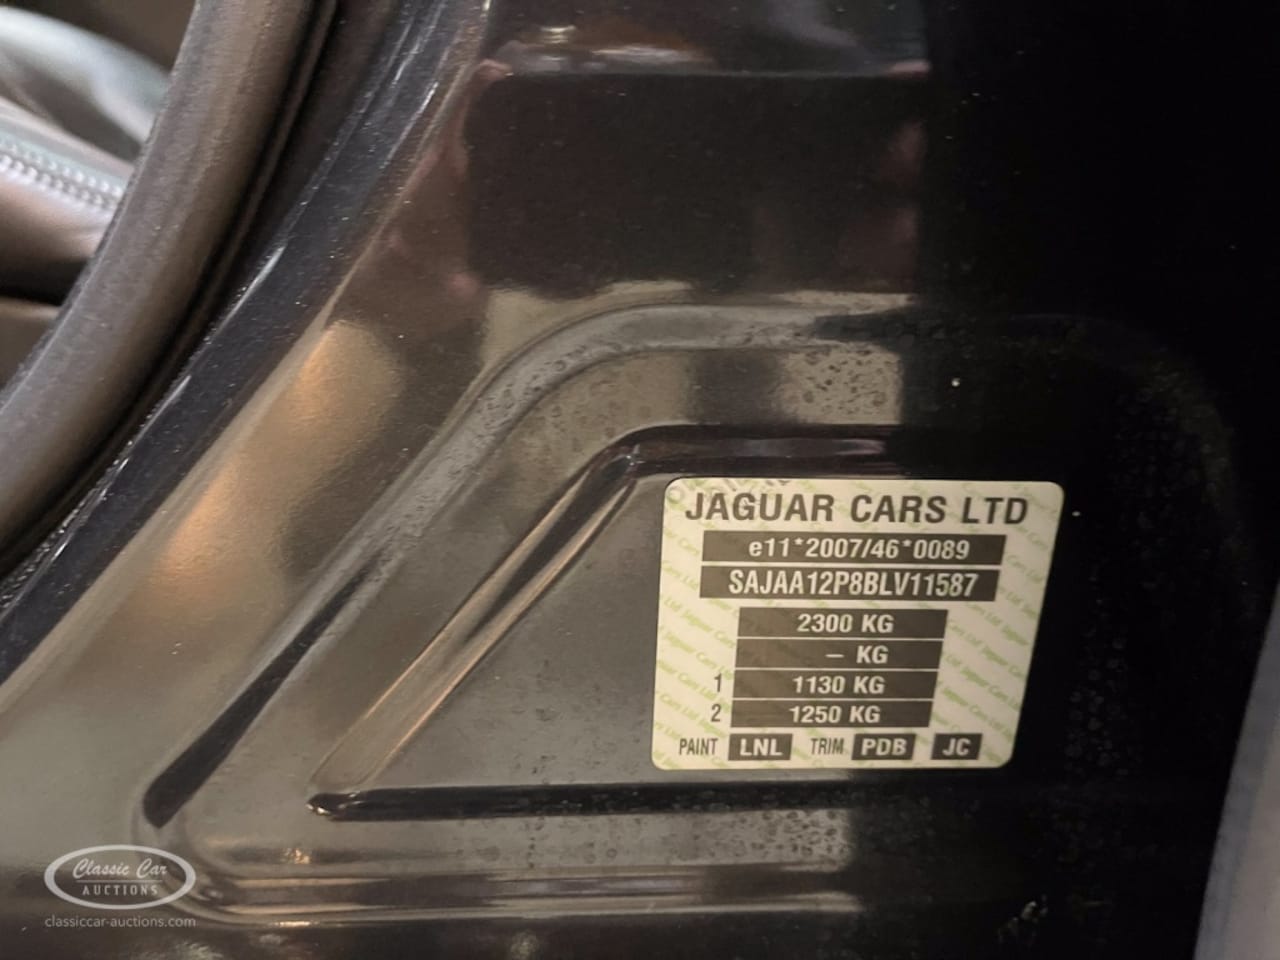 JAGUAR CARS LTD
e11*2007/46*0089
SAJAA12P8BLV11587
2300 KG
– KG
1 1130 KG
2 1250 KG
PAINT LNL TRIM PDB JC
Classic Car
AUCTIONS
classiccar-auctions.com